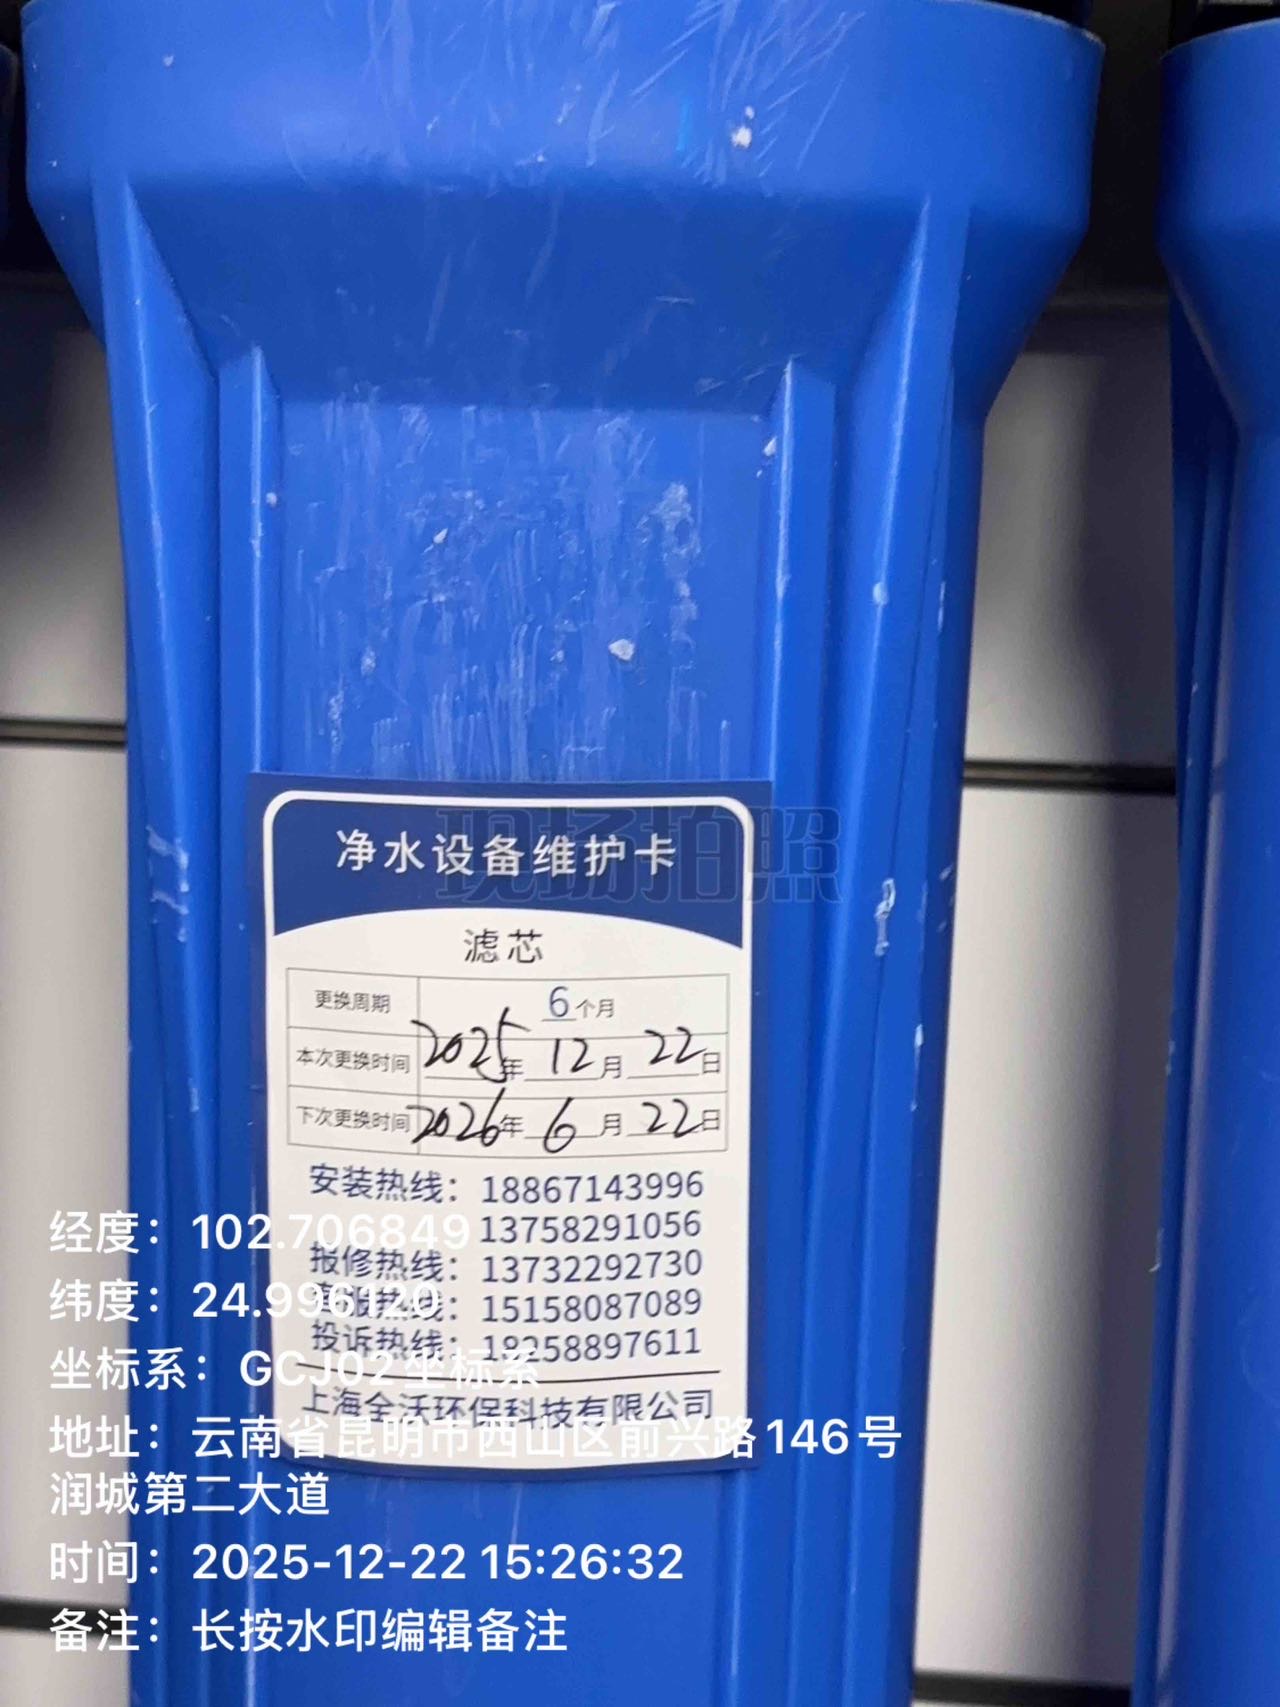 现场拍照
净水设备维护卡
滤芯
更换周期 6个月
本次更换时间 2025年 12月 22日
下次更换时间 2026年 6月 22日
安装热线：18867143996
13758291056
报修热线：13732292730
客服热线：15158087089
投诉热线：18258897611
上海全沃环保科技有限公司
经度：102.706849
纬度：24.996120
坐标系：GCJ02坐标系
地址：云南省昆明市西山区前兴路146号
润城第二大道
时间：2025-12-22 15:26:32
备注：长按水印编辑备注